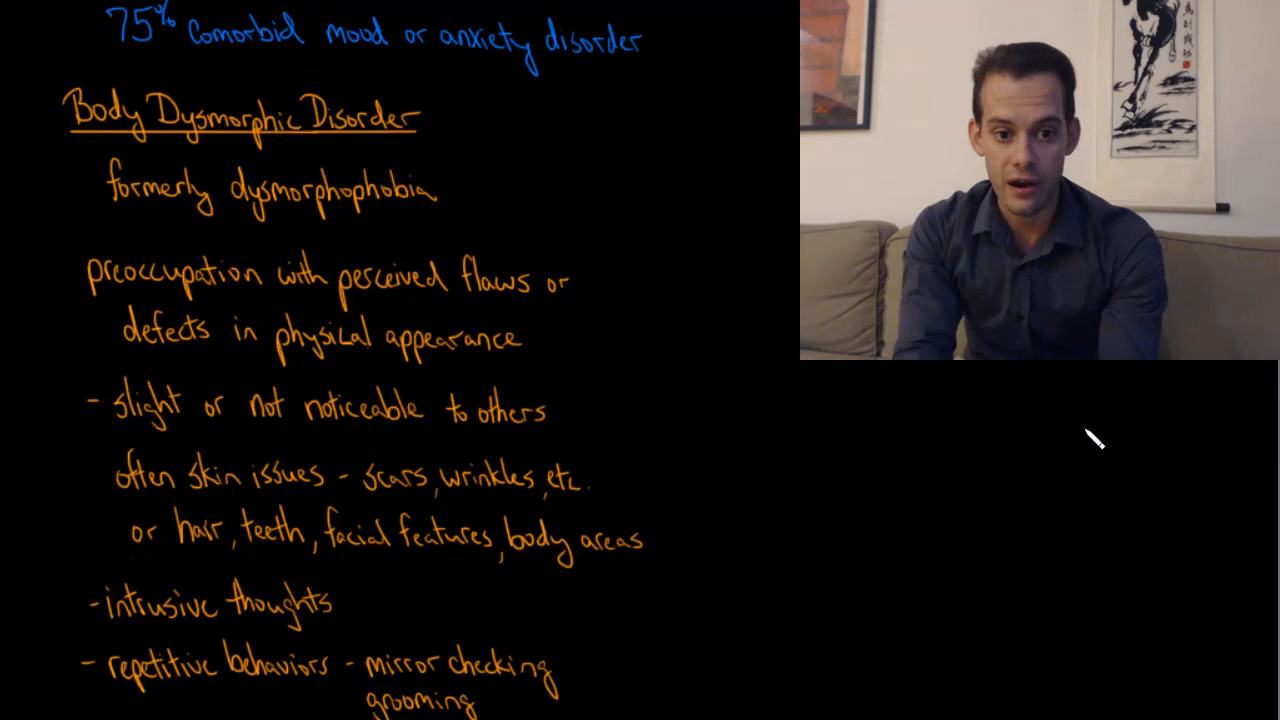 75% comorbid mood or anxiety disorder
Body Dysmorphic Disorder
formerly dysmorphophobia
preoccupation with perceived flaws or
defects in physical appearance
- slight or not noticeable to others
often skin issues - scars, wrinkles, etc.
or hair, teeth, facial features, body areas
- intrusive thoughts
- repetitive behaviors - mirror checking
grooming